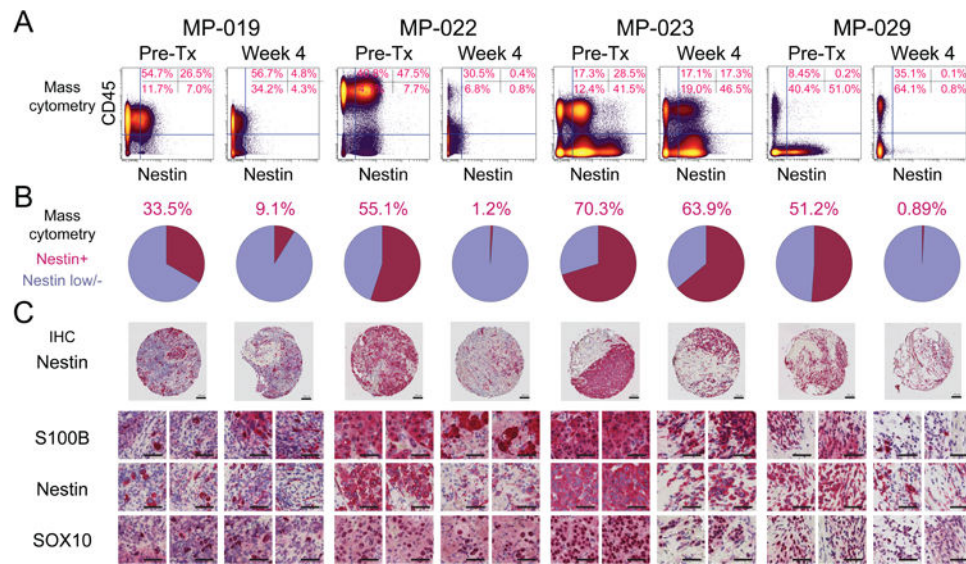 A
MP-019 MP-022 MP-023 MP-029
Pre-Tx Week 4 Pre-Tx Week 4 Pre-Tx Week 4 Pre-Tx Week 4
Mass
cytometry
CD45
54.7% 26.5% 56.7% 4.8% 47.5% 30.5% 0.4% 17.3% 28.5% 17.1% 17.3% 8.45% 0.2% 35.1% 0.1%
11.7% 7.0% 34.2% 4.3% 7.7% 6.8% 0.8% 12.4% 41.5% 19.0% 46.5% 40.4% 51.0% 64.1% 0.8%
Nestin Nestin Nestin Nestin Nestin Nestin Nestin Nestin
B
Mass
cytometry
Nestin+
Nestin low/-
33.5% 9.1% 55.1% 1.2% 70.3% 63.9% 51.2% 0.89%
C
IHC
Nestin
S100B
Nestin
SOX10